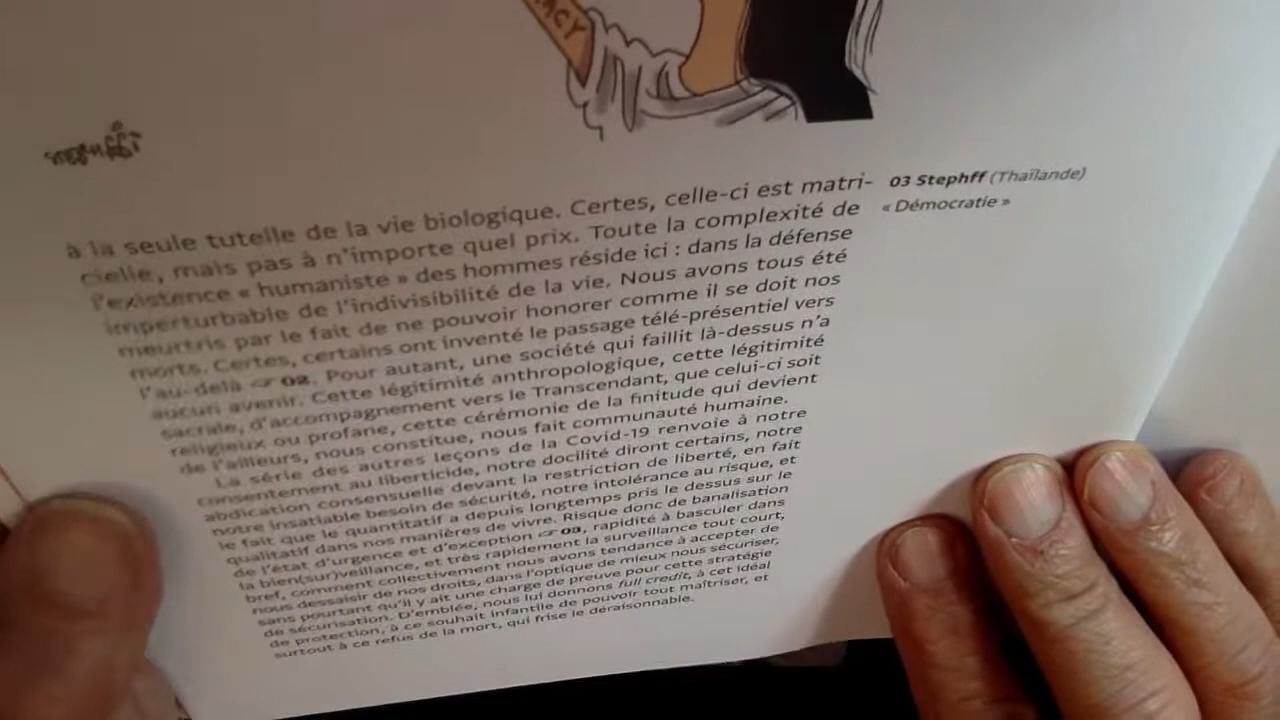 ACY
à la seule tutelle de la vie biologique. Certes, celle-ci est matri-
cielle, mais pas à n'importe quel prix. Toute la complexité de
l'existence « humaniste » des hommes réside ici : dans la défense
imperturbable de l'indivisibilité de la vie. Nous avons tous été
meurtris par le fait de ne pouvoir honorer comme il se doit nos
morts. Certes, certains ont inventé le passage télé-présentiel vers
l'au-delà ☞ 02. Pour autant, une société qui faillit là-dessus n'a
aucun avenir. Cette légitimité anthropologique, cette légitimité
sacrale, d'accompagnement vers le Transcendant, que celui-ci soit
religieux ou profane, cette cérémonie de la finitude qui devient
de l'ailleurs, nous constitue, nous fait communauté humaine.
La série des autres leçons de la Covid-19 renvoie à notre
consentement au liberticide, notre docilité diront certains, notre
abdication consensuelle devant la restriction de liberté, en fait
notre insatiable besoin de sécurité, notre intolérance au risque, et
le fait que le quantitatif a depuis longtemps pris le dessus sur le
qualitatif dans nos manières de vivre. Risque donc de banalisation
de l'état d'urgence et d'exception ☞ 03, rapidité à basculer dans
la bien(sur)veillance, et très rapidement la surveillance tout court,
bref, comment collectivement nous avons tendance à accepter de
nous dessaisir de nos droits, dans l'optique de mieux nous sécuriser,
sans pourtant qu'il y ait une charge de preuve pour cette stratégie
de sécurisation. D'emblée, nous lui donnons full credit, à cet idéal
de protection, à ce souhait infantile de pouvoir tout maîtriser, et
surtout à ce refus de la mort, qui frise le déraisonnable.
03 Stephff (Thaïlande)
« Démocratie »